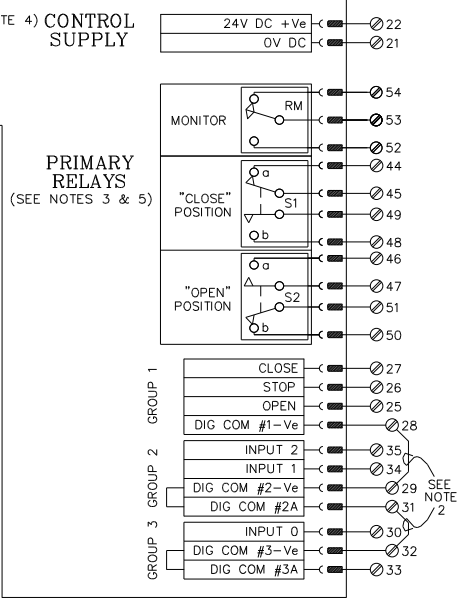 TE 4) CONTROL SUPPLY
24V DC +Ve 22
0V DC 21
54
RM
MONITOR 53
52
PRIMARY RELAYS
(SEE NOTES 3 & 5)
a 44
"CLOSE" POSITION
S1 45
49
b 48
46
a
"OPEN" POSITION
S2 47
51
b 50
GROUP 1
CLOSE 27
STOP 26
OPEN 25
DIG COM #1-Ve 28
GROUP 2
INPUT 2 35
INPUT 1 34
DIG COM #2-Ve 29
DIG COM #2A 31
SEE NOTE 2
GROUP 3
INPUT 0 30
DIG COM #3-Ve 32
DIG COM #3A 33